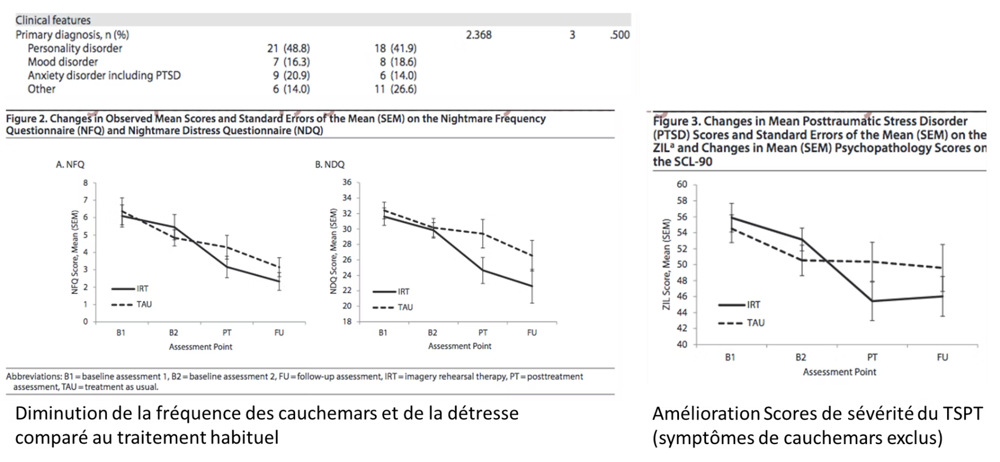 Clinical features
Primary diagnosis, n (%) 2.368 3 .500
Personality disorder 21 (48.8) 18 (41.9)
Mood disorder 7 (16.3) 8 (18.6)
Anxiety disorder including PTSD 9 (20.9) 6 (14.0)
Other 6 (14.0) 11 (26.6)
Figure 2. Changes in Observed Mean Scores and Standard Errors of the Mean (SEM) on the Nightmare Frequency
Questionnaire (NFQ) and Nightmare Distress Questionnaire (NDQ)
A. NFQ
NFQ Score, Mean (SEM)
8
7
6
5
4
3
2
1
0
IRT
TAU
B1 B2 PT FU
Assessment Point
B. NDQ
NDQ Score, Mean (SEM)
36
34
32
30
28
26
24
22
20
18
IRT
TAU
B1 B2 PT FU
Assessment Point
Abbreviations: B1 = baseline assessment 1, B2 = baseline assessment 2, FU = follow-up assessment, IRT = imagery rehearsal therapy, PT = posttreatment
assessment, TAU = treatment as usual.
Diminution de la fréquence des cauchemars et de la détresse
comparé au traitement habituel
Figure 3. Changes in Mean Posttraumatic Stress Disorder
(PTSD) Scores and Standard Errors of the Mean (SEM) on the
ZILª and Changes in Mean (SEM) Psychopathology Scores on
the SCL-90
ZIL Score, Mean (SEM)
60
58
56
54
52
50
48
46
44
42
40
IRT
TAU
B1 B2 PT FU
Assessment Point
Amélioration Scores de sévérité du TSPT
(symptômes de cauchemars exclus)